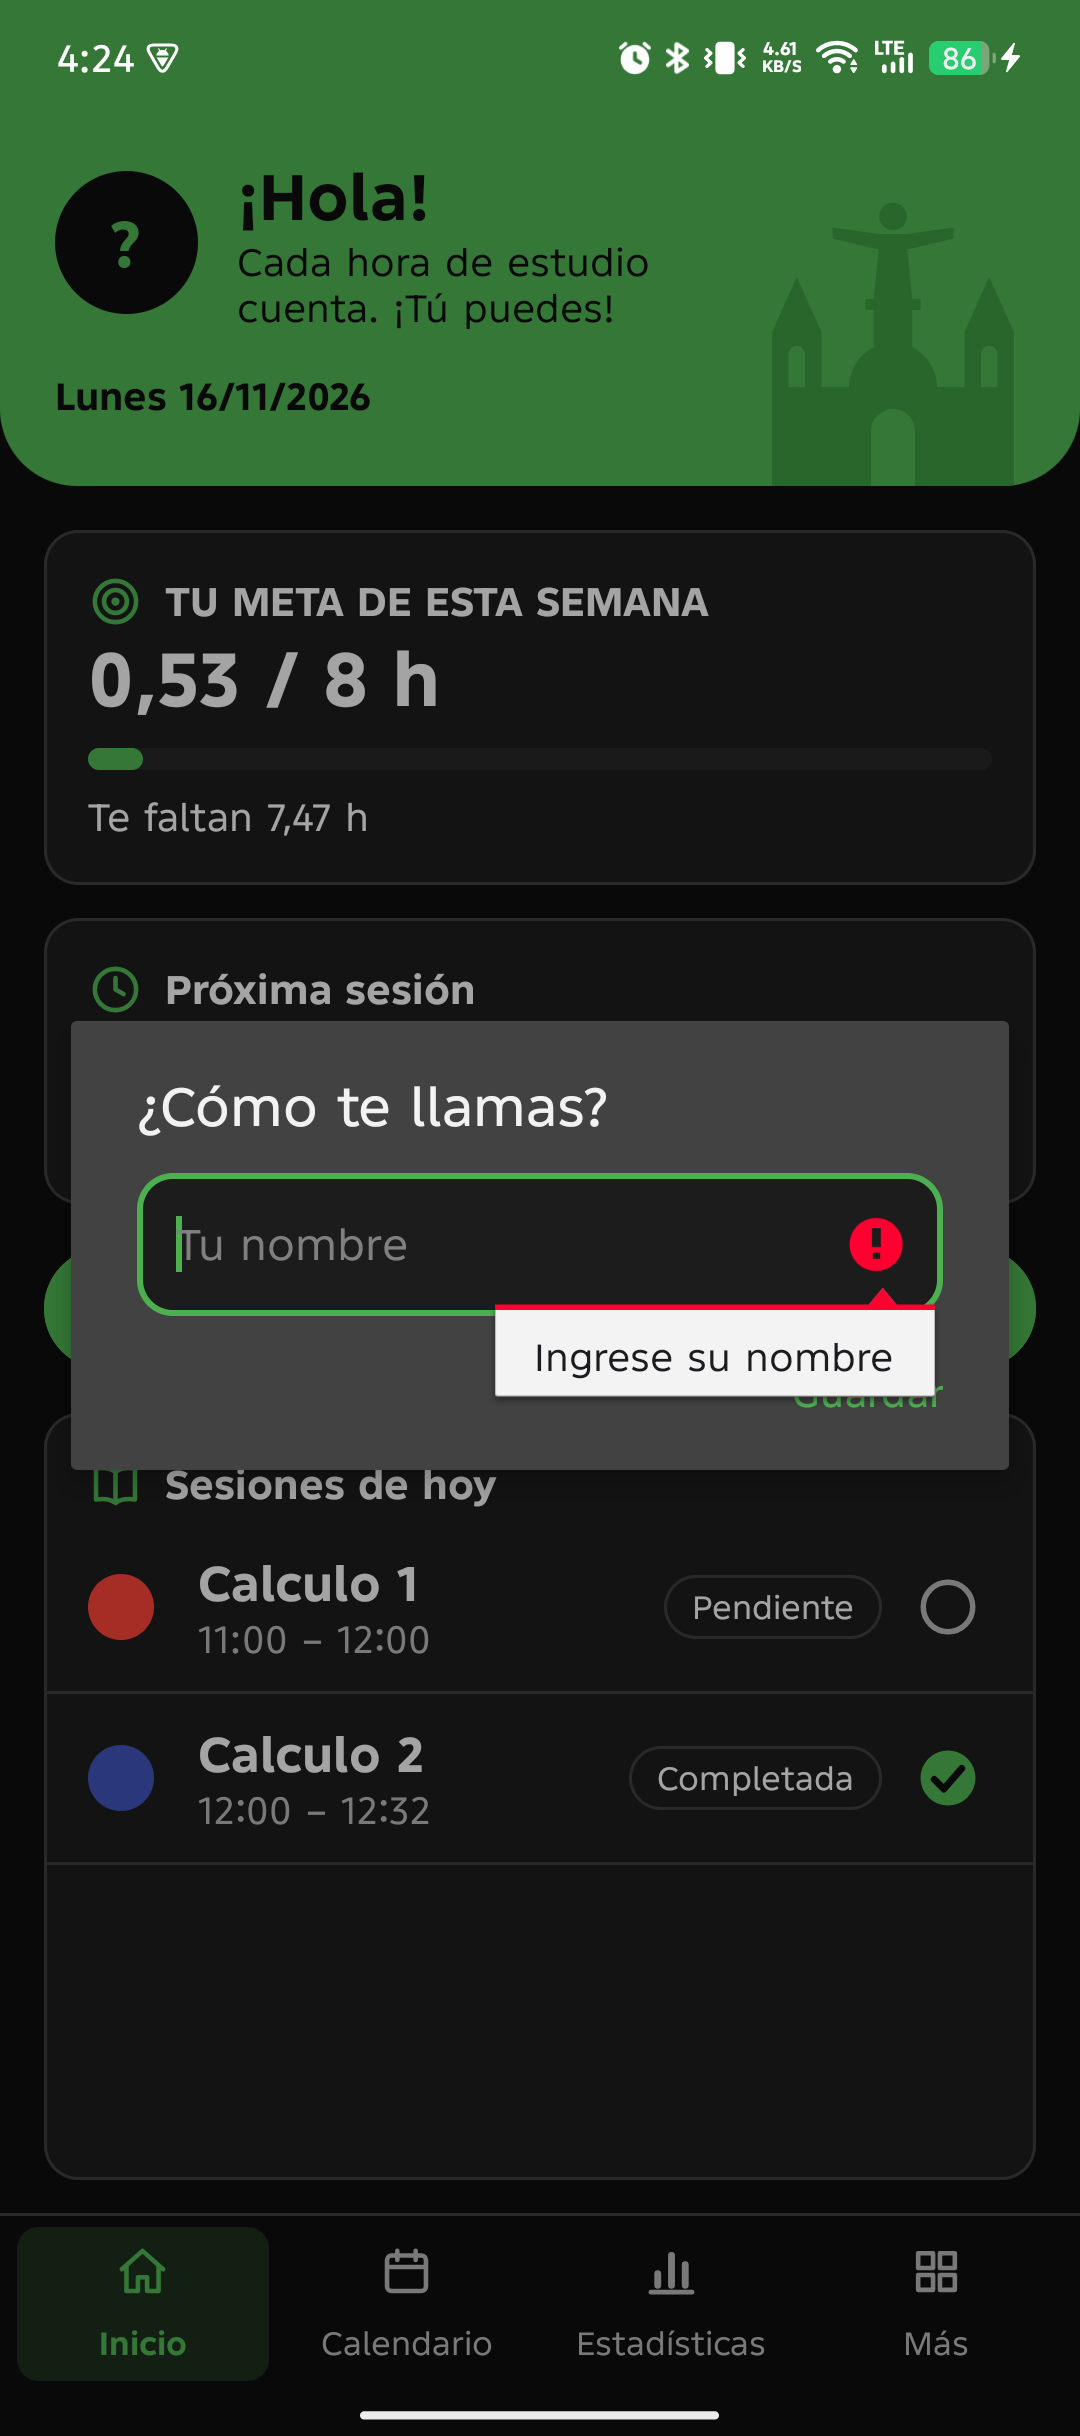 4:24
4.61
KB/S
LTE
86
?
¡Hola!
Cada hora de estudio
cuenta. ¡Tú puedes!
Lunes 16/11/2026
TU META DE ESTA SEMANA
0,53 / 8 h
Te faltan 7,47 h
Próxima sesión
¿Cómo te llamas?
Tu nombre
Ingrese su nombre
Guardar
Sesiones de hoy
Calculo 1
11:00 – 12:00
Pendiente
Calculo 2
12:00 – 12:32
Completada
Inicio
Calendario
Estadísticas
Más